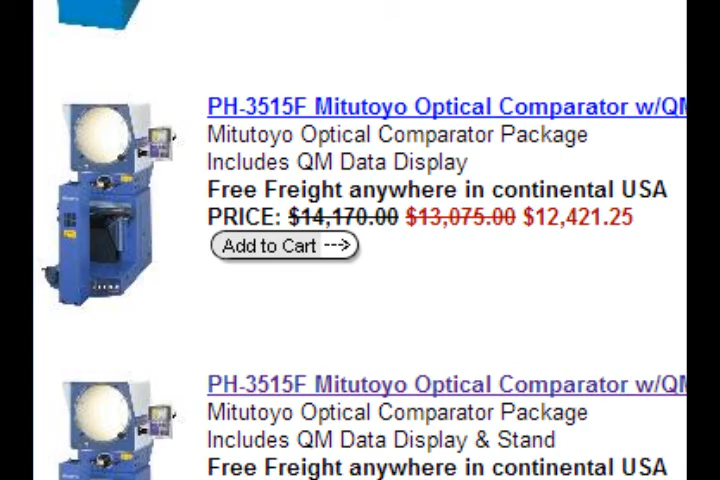 PH-3515F Mitutoyo Optical Comparator
Mitutoyo Optical Comparator Package
Includes QM Data Display
Free Freight anywhere in continental USA
PRICE: $14,170.00 $13,075.00 $12,421.25
Add to Cart --->
PH-3515F Mitutoyo Optical Comparator
Mitutoyo Optical Comparator Package
Includes QM Data Display & Stand
Free Freight anywhere in continental USA